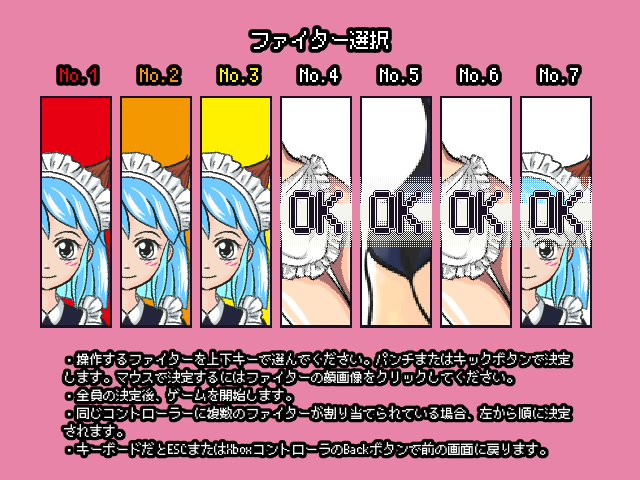 ファイター選択
No.1 No.2 No.3 No.4 No.5 No.6 No.7
OK OK OK OK
・操作するファイターを上下キーで選んでください。パンチまたはキックボタンで決定
します。マウスで決定するにはファイターの顔画像をクリックしてください。
・全員の決定後、ゲームを開始します。
・同じコントローラーに複数のファイターが割り当てられている場合、左から順に決定
されます。
・キーボードだとESCまたはXboxコントローラのBackボタンで前の画面に戻ります。